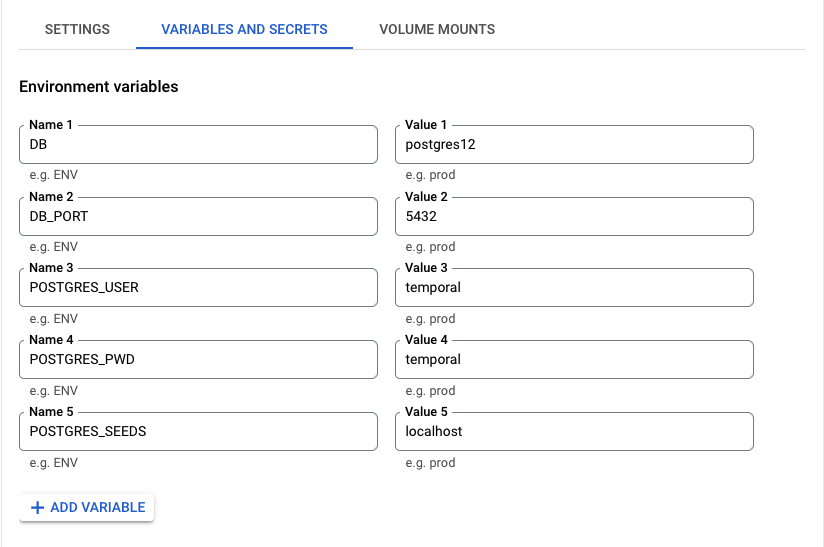 SETTINGS VARIABLES AND SECRETS VOLUME MOUNTS
Environment variables
Name 1 Value 1
DB postgres12
e.g. ENV e.g. prod
Name 2 Value 2
DB_PORT 5432
e.g. ENV e.g. prod
Name 3 Value 3
POSTGRES_USER temporal
e.g. ENV e.g. prod
Name 4 Value 4
POSTGRES_PWD temporal
e.g. ENV e.g. prod
Name 5 Value 5
POSTGRES_SEEDS localhost
e.g. ENV e.g. prod
+ ADD VARIABLE